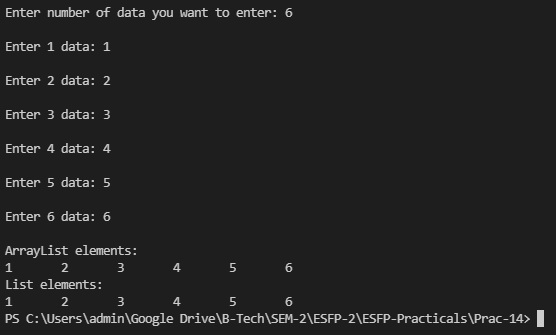 Enter number of data you want to enter: 6
Enter 1 data: 1
Enter 2 data: 2
Enter 3 data: 3
Enter 4 data: 4
Enter 5 data: 5
Enter 6 data: 6
ArrayList elements:
1 2 3 4 5 6
List elements:
1 2 3 4 5 6
PS C:\Users\admin\Google Drive\B-Tech\SEM-2\ESFP-2\ESFP-Practicals\Prac-14>